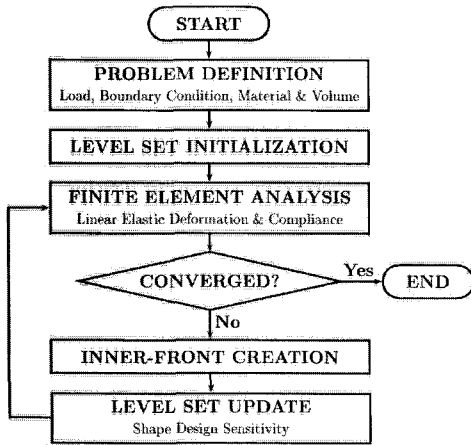 START
PROBLEM DEFINITION
Load, Boundary Condition, Material & Volume
LEVEL SET INITIALIZATION
FINITE ELEMENT ANALYSIS
Linear Elastic Deformation & Compliance
CONVERGED?
Yes
END
No
INNER-FRONT CREATION
LEVEL SET UPDATE
Shape Design Sensitivity